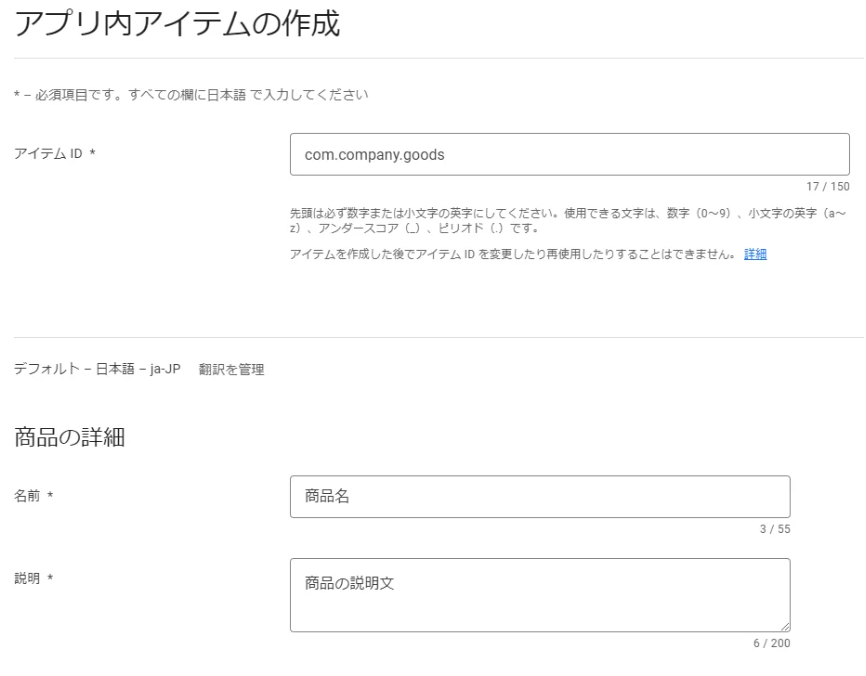 アプリ内アイテムの作成
* – 必須項目です。すべての欄に日本語 で入力してください
アイテム ID *
com.company.goods
17 / 150
先頭は必ず数字または小文字の英字にしてください。使用できる文字は、数字（0～9）、小文字の英字（a～
z）、アンダースコア（_）、ピリオド（.）です。
アイテムを作成した後でアイテム ID を変更したり再使用したりすることはできません。 詳細
デフォルト – 日本語 – ja-JP 翻訳を管理
商品の詳細
名前 *
商品名
3 / 55
説明 *
商品の説明文
6 / 200